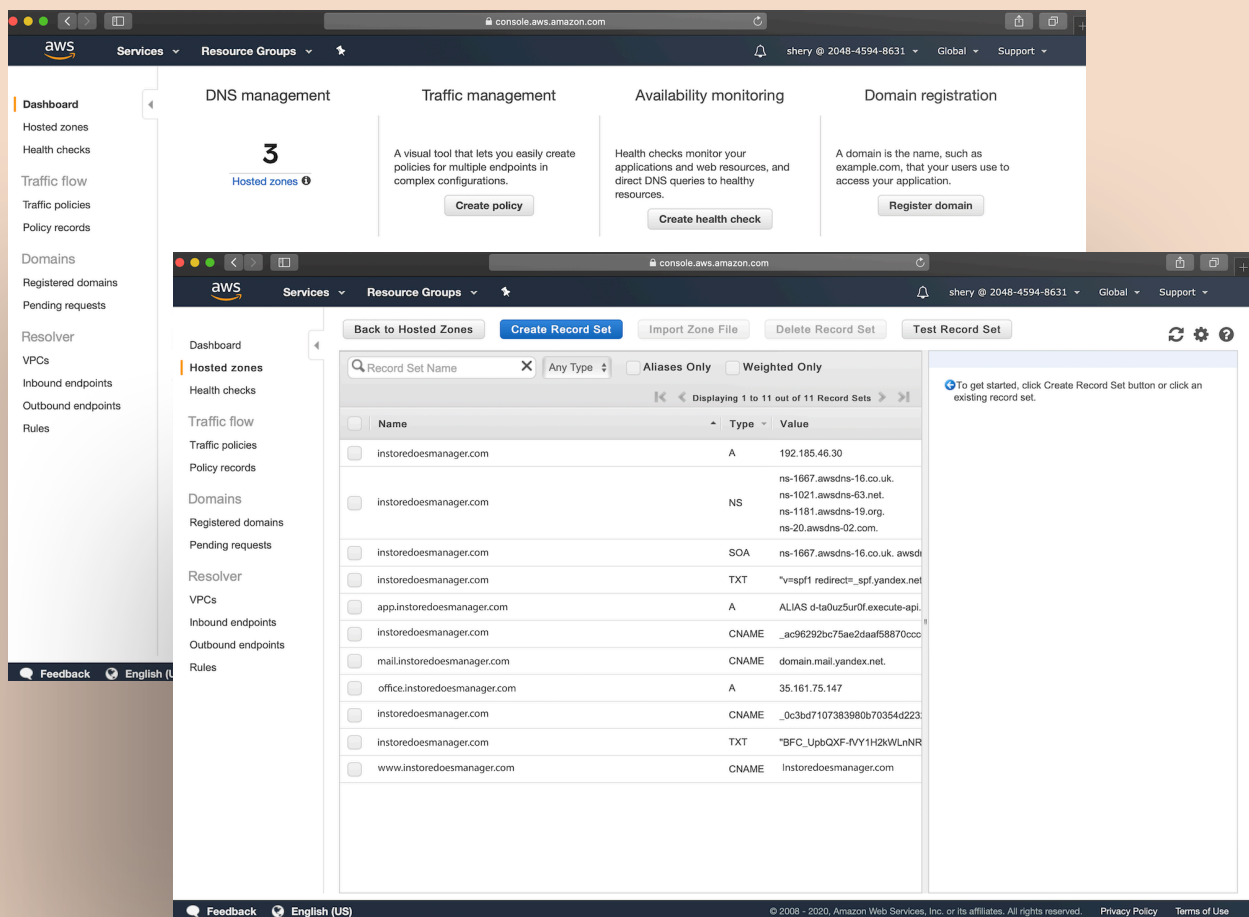 console.aws.amazon.com
aws Services Resource Groups shery @ 2048-4594-8631 Global Support
Dashboard
Hosted zones
Health checks
Traffic flow
Traffic policies
Policy records
Domains
Registered domains
Pending requests
Resolver
VPCs
Inbound endpoints
Outbound endpoints
Rules
DNS management
3
Hosted zones
Traffic management
A visual tool that lets you easily create
policies for multiple endpoints in
complex configurations.
Create policy
Availability monitoring
Health checks monitor your
applications and web resources, and
direct DNS queries to healthy
resources.
Create health check
Domain registration
A domain is the name, such as
example.com, that your users use to
access your application.
Register domain
Feedback English (U
console.aws.amazon.com
aws Services Resource Groups shery @ 2048-4594-8631 Global Support
Dashboard
Hosted zones
Health checks
Traffic flow
Traffic policies
Policy records
Domains
Registered domains
Pending requests
Resolver
VPCs
Inbound endpoints
Outbound endpoints
Rules
Back to Hosted Zones Create Record Set Import Zone File Delete Record Set Test Record Set
Record Set Name X Any Type Aliases Only Weighted Only
Displaying 1 to 11 out of 11 Record Sets
Name Type Value
instoredoesmanager.com A 192.185.46.30
instoredoesmanager.com NS ns-1667.awsdns-16.co.uk.
ns-1021.awsdns-63.net.
ns-1181.awsdns-19.org.
ns-20.awsdns-02.com.
instoredoesmanager.com SOA ns-1667.awsdns-16.co.uk. awsd
instoredoesmanager.com TXT "v=spf1 redirect=_spf.yandex.net
app.instoredoesmanager.com A ALIAS d-ta0uz5ur0f.execute-api.
instoredoesmanager.com CNAME _ac96292bc75ae2daaf58870ccc
mail.instoredoesmanager.com CNAME domain.mail.yandex.net.
office.instoredoesmanager.com A 35.161.75.147
instoredoesmanager.com CNAME _0c3bd7107383980b70354d223
instoredoesmanager.com TXT "BFC_UpbQXF-fVY1H2kWLnNR
www.instoredoesmanager.com CNAME Instoredoesmanager.com
To get started, click Create Record Set button or click an
existing record set.
Feedback English (US) © 2008 - 2020, Amazon Web Services, Inc. or its affiliates. All rights reserved. Privacy Policy Terms of Use